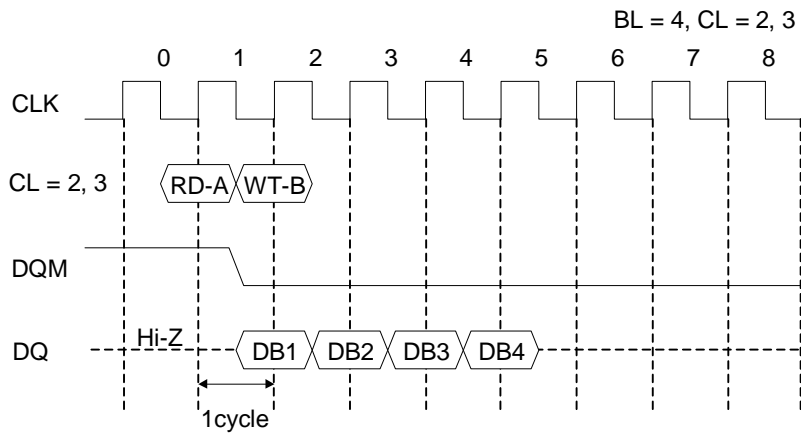 BL = 4, CL = 2, 3
0 1 2 3 4 5 6 7 8
CLK
CL = 2, 3 RD-A WT-B
DQM
DQ Hi-Z DB1 DB2 DB3 DB4
1cycle